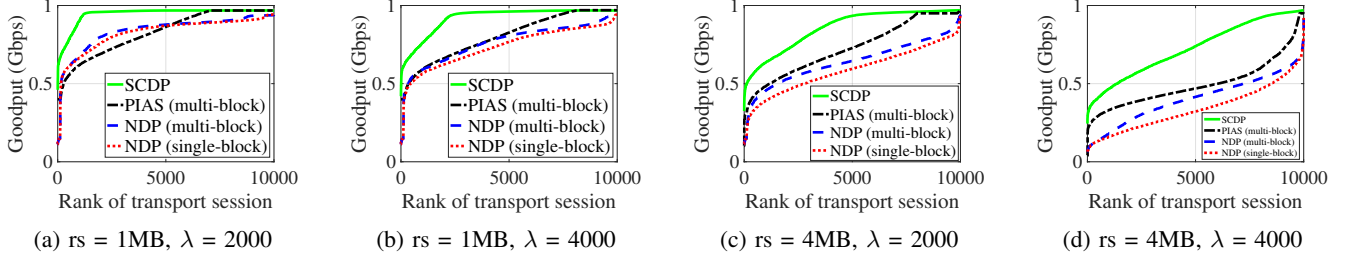 Goodput (Gbps)
1
0.5
1
SCDP
PIAS (multi-block)
NDP (multi-block)
NDP (single-block)
0
5000
10000
Rank of transport session
(a) rs = 1MB, λ = 2000
Goodput (Gbps)
1
0.5
1
SCDP
PIAS (multi-block)
NDP (multi-block)
NDP (single-block)
0
5000
10000
Rank of transport session
(b) rs = 1MB, λ = 4000
Goodput (Gbps)
1
0.5
1
SCDP
PIAS (multi-block)
NDP (multi-block)
NDP (single-block)
0
5000
10000
Rank of transport session
(c) rs = 4MB, λ = 2000
Goodput (Gbps)
1
0.5
0
SCDP
PIAS (multi-block)
NDP (multi-block)
NDP (single-block)
0
5000
10000
Rank of transport session
(d) rs = 4MB, λ = 4000